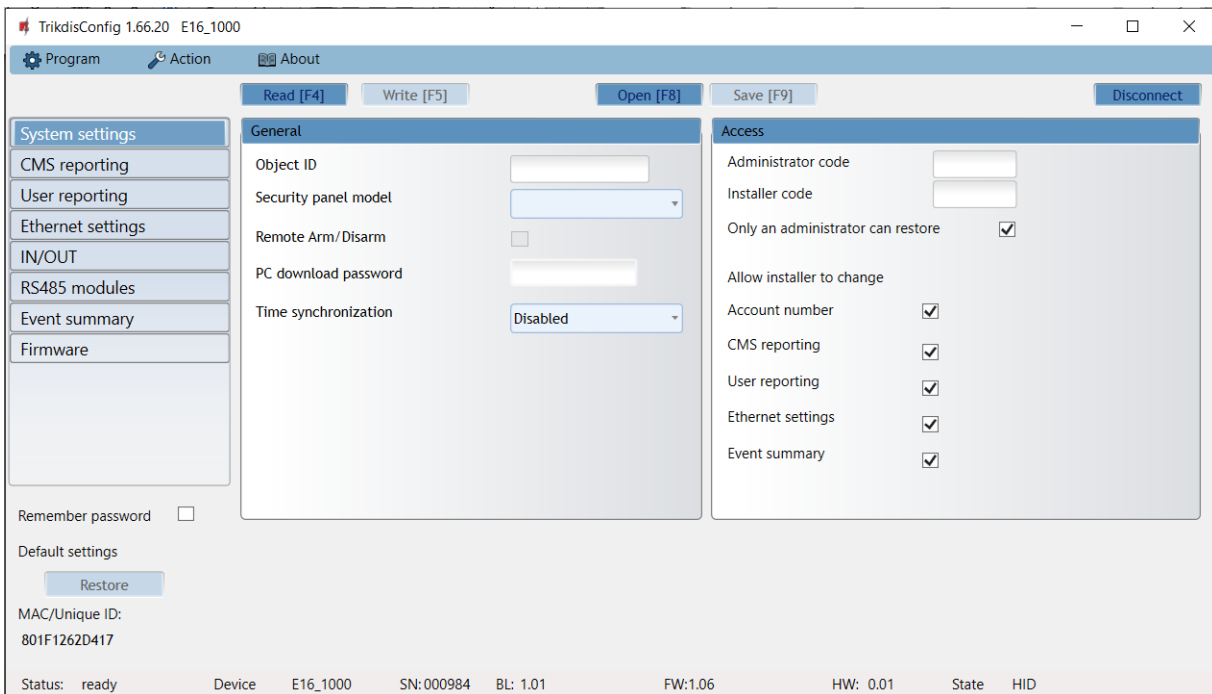 TrikdisConfig 1.66.20 E16_1000
Program Action About
Read [F4] Write [F5] Open [F8] Save [F9] Disconnect
System settings
CMS reporting
User reporting
Ethernet settings
IN/OUT
RS485 modules
Event summary
Firmware
General
Object ID
Security panel model
Remote Arm/Disarm
PC download password
Time synchronization Disabled
Access
Administrator code
Installer code
Only an administrator can restore
Allow installer to change
Account number
CMS reporting
User reporting
Ethernet settings
Event summary
Remember password
Default settings
Restore
MAC/Unique ID:
801F1262D417
Status: ready Device E16_1000 SN: 000984 BL: 1.01 FW:1.06 HW: 0.01 State HID